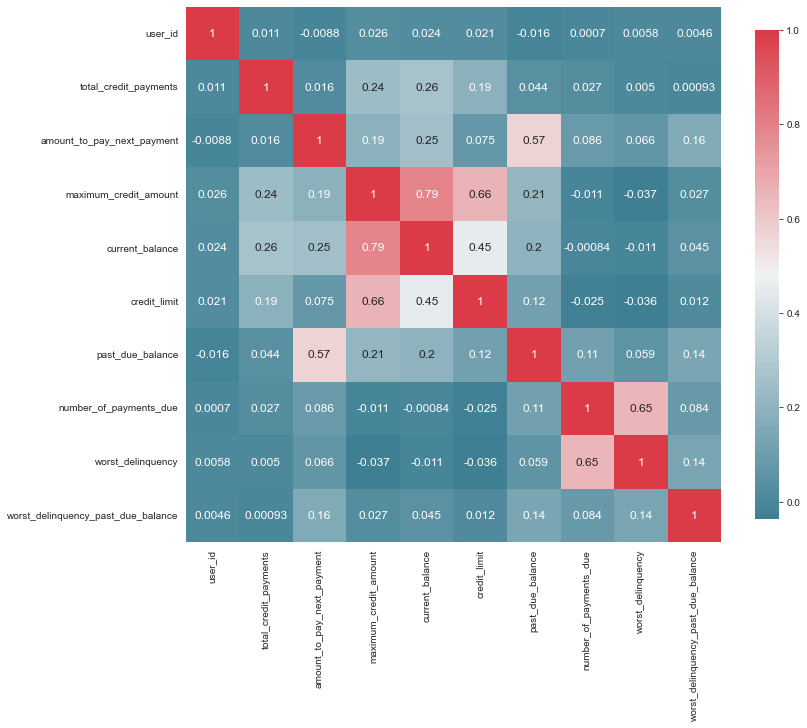 user_id 1 0.011 -0.0088 0.026 0.024 0.021 -0.016 0.0007 0.0058 0.0046
total_credit_payments 0.011 1 0.016 0.24 0.26 0.19 0.044 0.027 0.005 0.00093
amount_to_pay_next_payment -0.0088 0.016 1 0.19 0.25 0.075 0.57 0.086 0.066 0.16
maximum_credit_amount 0.026 0.24 0.19 1 0.79 0.66 0.21 -0.011 -0.037 0.027
current_balance 0.024 0.26 0.25 0.79 1 0.45 0.2 -0.00084 -0.011 0.045
credit_limit 0.021 0.19 0.075 0.66 0.45 1 0.12 -0.025 -0.036 0.012
past_due_balance -0.016 0.044 0.57 0.21 0.2 0.12 1 0.11 0.059 0.14
number_of_payments_due 0.0007 0.027 0.086 -0.011 -0.00084 -0.025 0.11 1 0.65 0.084
worst_delinquency 0.0058 0.005 0.066 -0.037 -0.011 -0.036 0.059 0.65 1 0.14
worst_delinquency_past_due_balance 0.0046 0.00093 0.16 0.027 0.045 0.012 0.14 0.084 0.14 1
user_id
total_credit_payments
amount_to_pay_next_payment
maximum_credit_amount
current_balance
credit_limit
past_due_balance
number_of_payments_due
worst_delinquency
worst_delinquency_past_due_balance
1.0
0.8
0.6
0.4
0.2
0.0